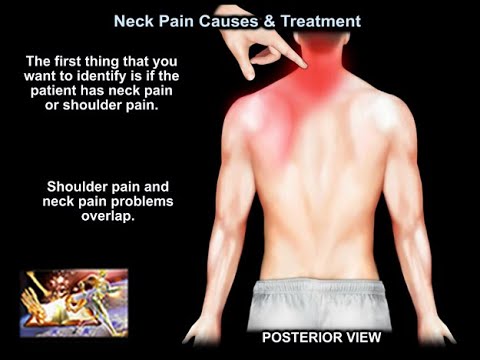 Neck Pain Causes & Treatment
The first thing that you
want to identify is if the
patient has neck pain
or shoulder pain.
Shoulder pain and
neck pain problems
overlap.
POSTERIOR VIEW